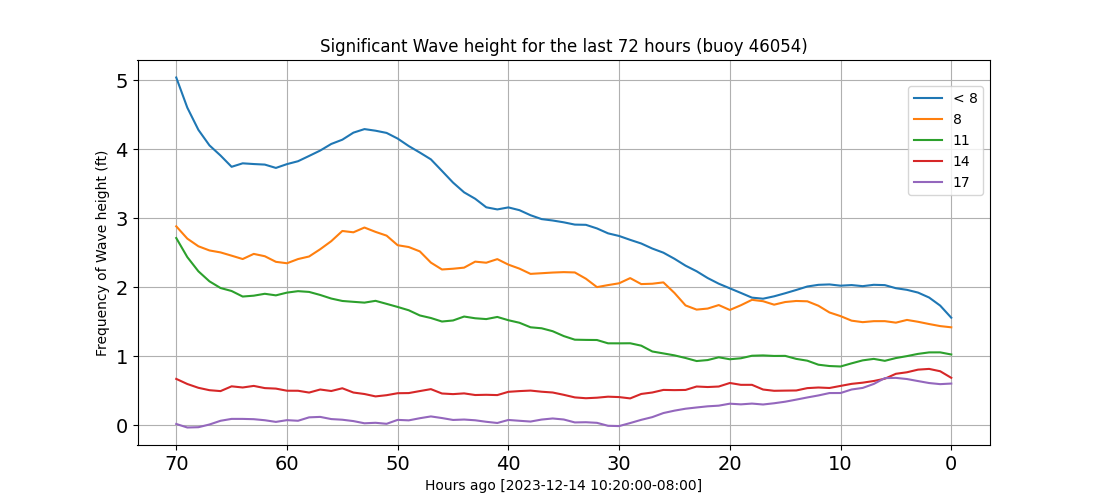 Significant Wave height for the last 72 hours (buoy 46054)
Frequency of Wave height (ft)
5
4
3
2
1
0
< 8
8
11
14
17
70 60 50 40 30 20 10 0
Hours ago [2023-12-14 10:20:00-08:00]